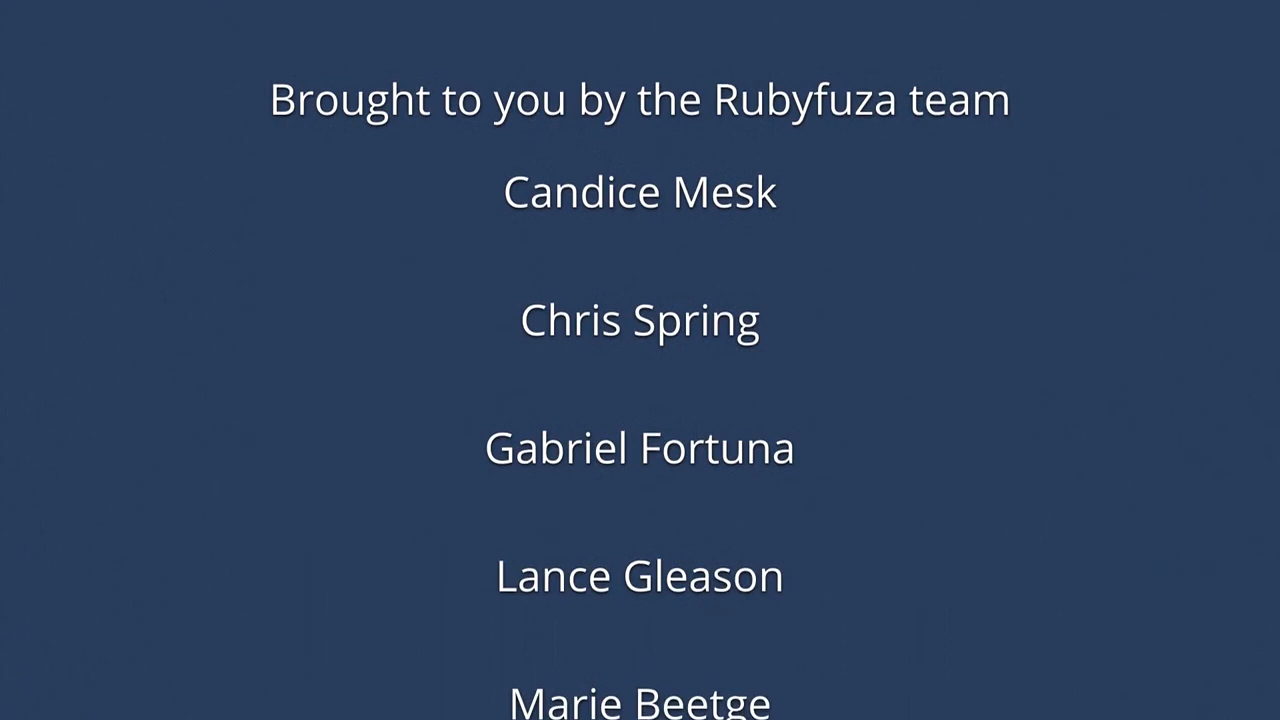 Brought to you by the Rubyfuza team
Candice Mesk
Chris Spring
Gabriel Fortuna
Lance Gleason
Marie Beetge